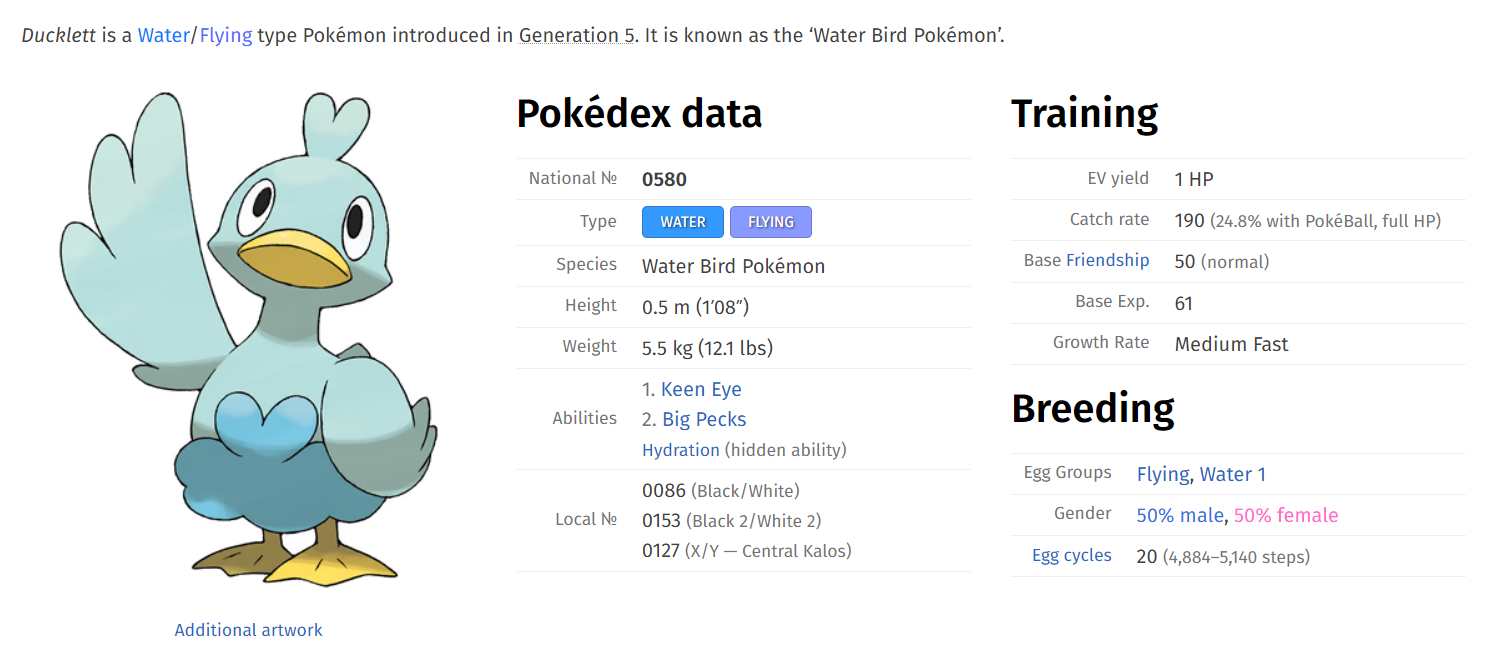 Ducklett is a Water/Flying type Pokémon introduced in Generation 5. It is known as the ‘Water Bird Pokémon’.
Pokédex data
National № 0580
Type WATER FLYING
Species Water Bird Pokémon
Height 0.5 m (1′08″)
Weight 5.5 kg (12.1 lbs)
Abilities
1. Keen Eye
2. Big Pecks
Hydration (hidden ability)
Local №
0086 (Black/White)
0153 (Black 2/White 2)
0127 (X/Y — Central Kalos)
Training
EV yield 1 HP
Catch rate 190 (24.8% with PokéBall, full HP)
Base Friendship 50 (normal)
Base Exp. 61
Growth Rate Medium Fast
Breeding
Egg Groups Flying, Water 1
Gender 50% male, 50% female
Egg cycles 20 (4,884–5,140 steps)
Additional artwork